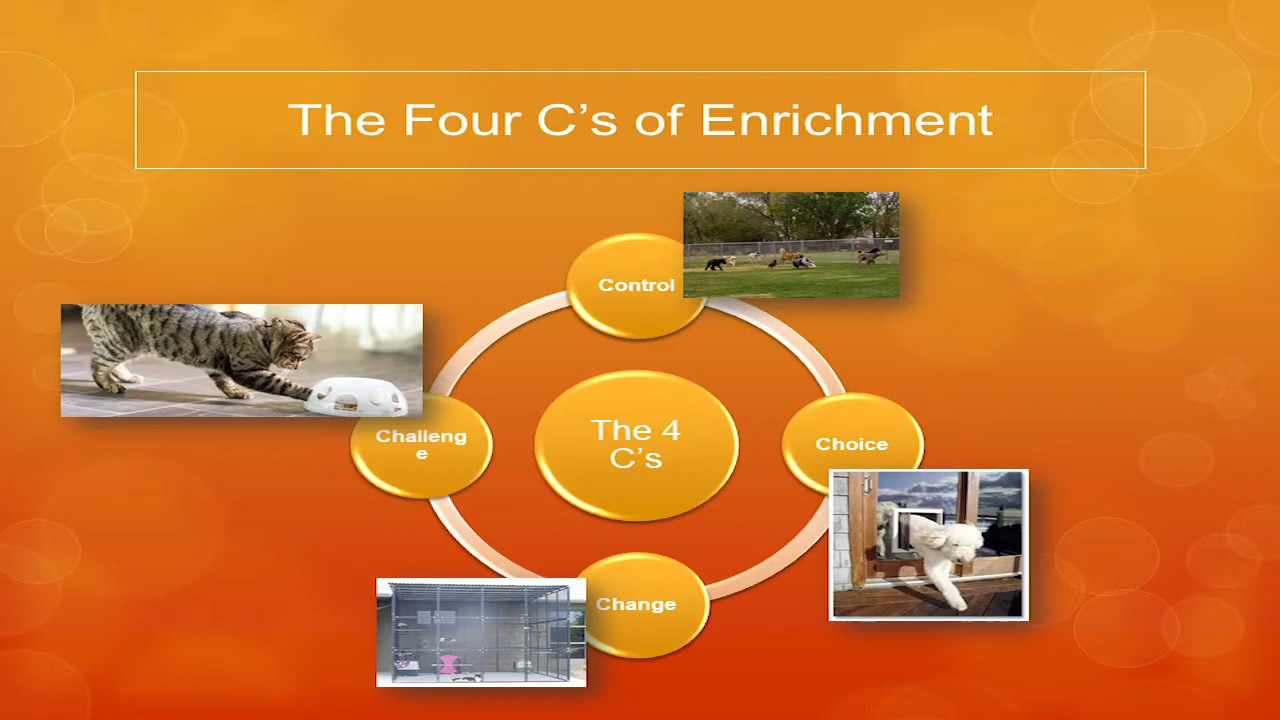 The Four C’s of Enrichment
Control
Challeng
e
The 4
C’s
Choice
Change